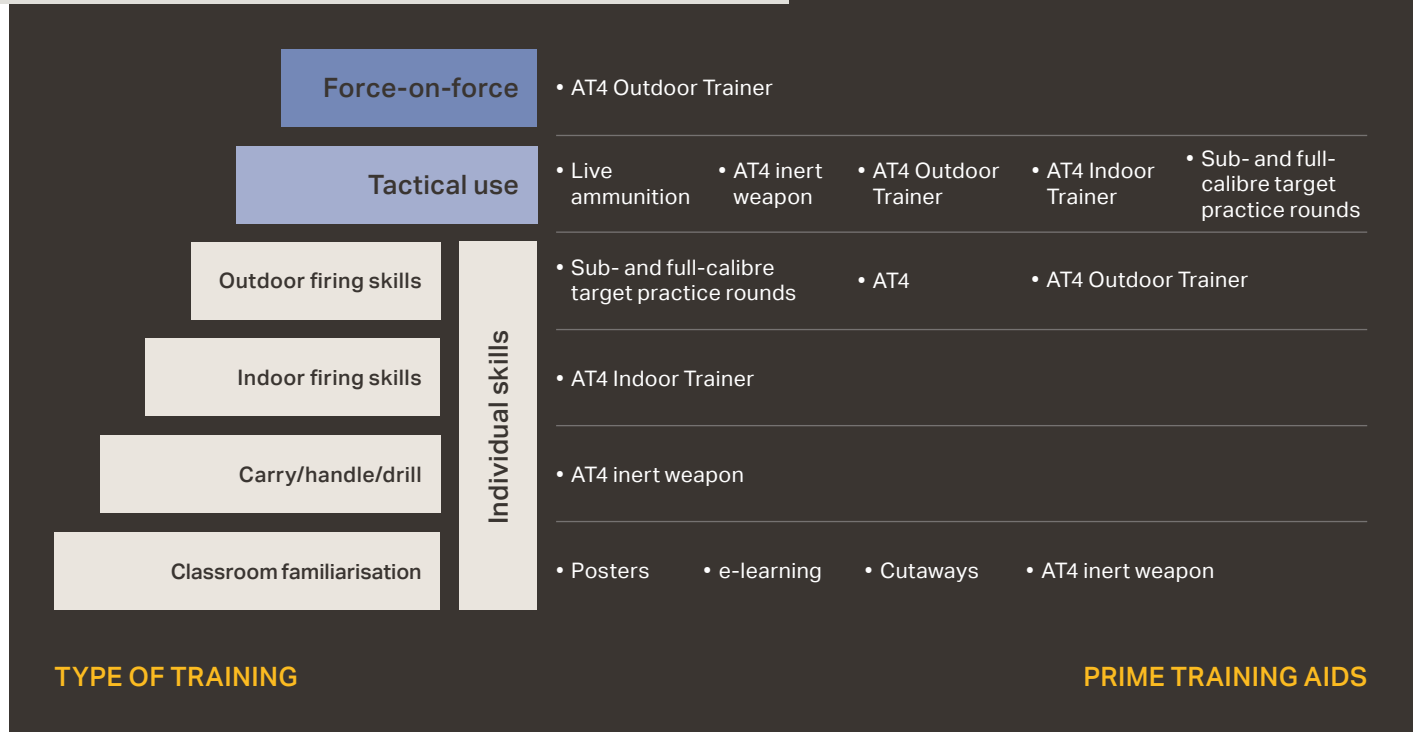 Force-on-force
• AT4 Outdoor Trainer
Tactical use
• Live
ammunition
• AT4 inert
weapon
• AT4 Outdoor
Trainer
• AT4 Indoor
Trainer
• Sub- and full-
calibre target
practice rounds
Individual skills
Outdoor firing skills
• Sub- and full-calibre
target practice rounds
• AT4
• AT4 Outdoor Trainer
Indoor firing skills
• AT4 Indoor Trainer
Carry/handle/drill
• AT4 inert weapon
Classroom familiarisation
• Posters
• e-learning
• Cutaways
• AT4 inert weapon
TYPE OF TRAINING
PRIME TRAINING AIDS